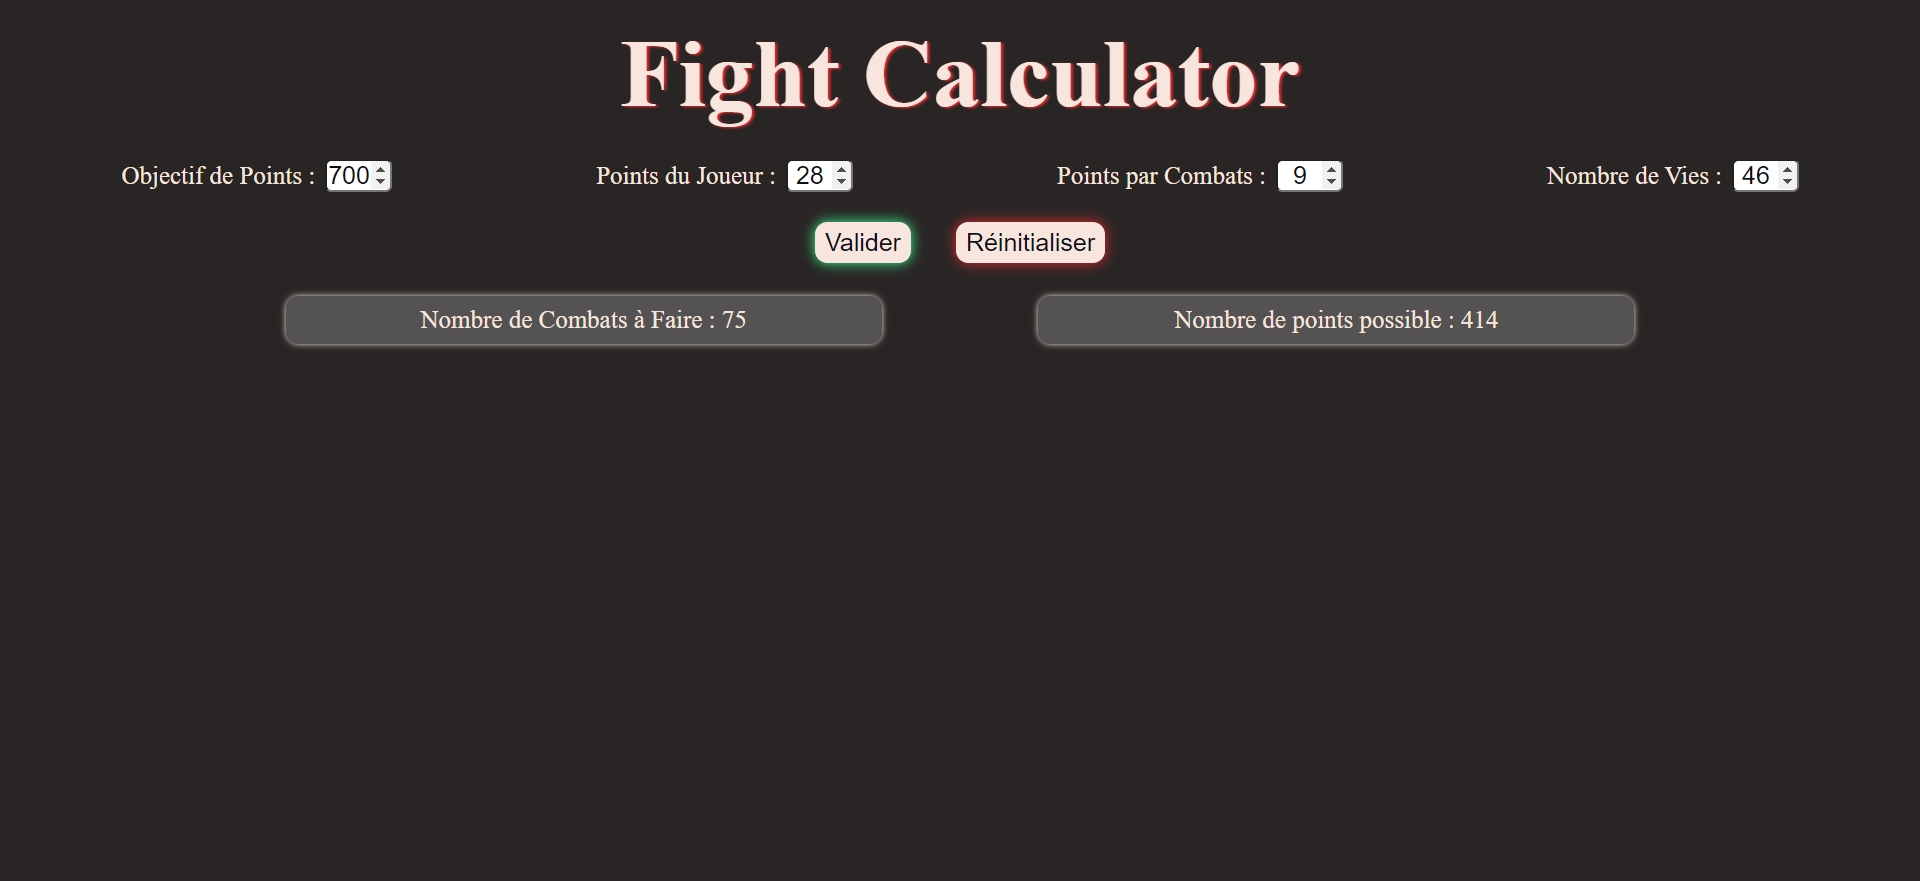 Fight Calculator
Objectif de Points : 700 Points du Joueur : 28 Points par Combats : 9 Nombre de Vies : 46
Valider Réinitialiser
Nombre de Combats à Faire : 75 Nombre de points possible : 414